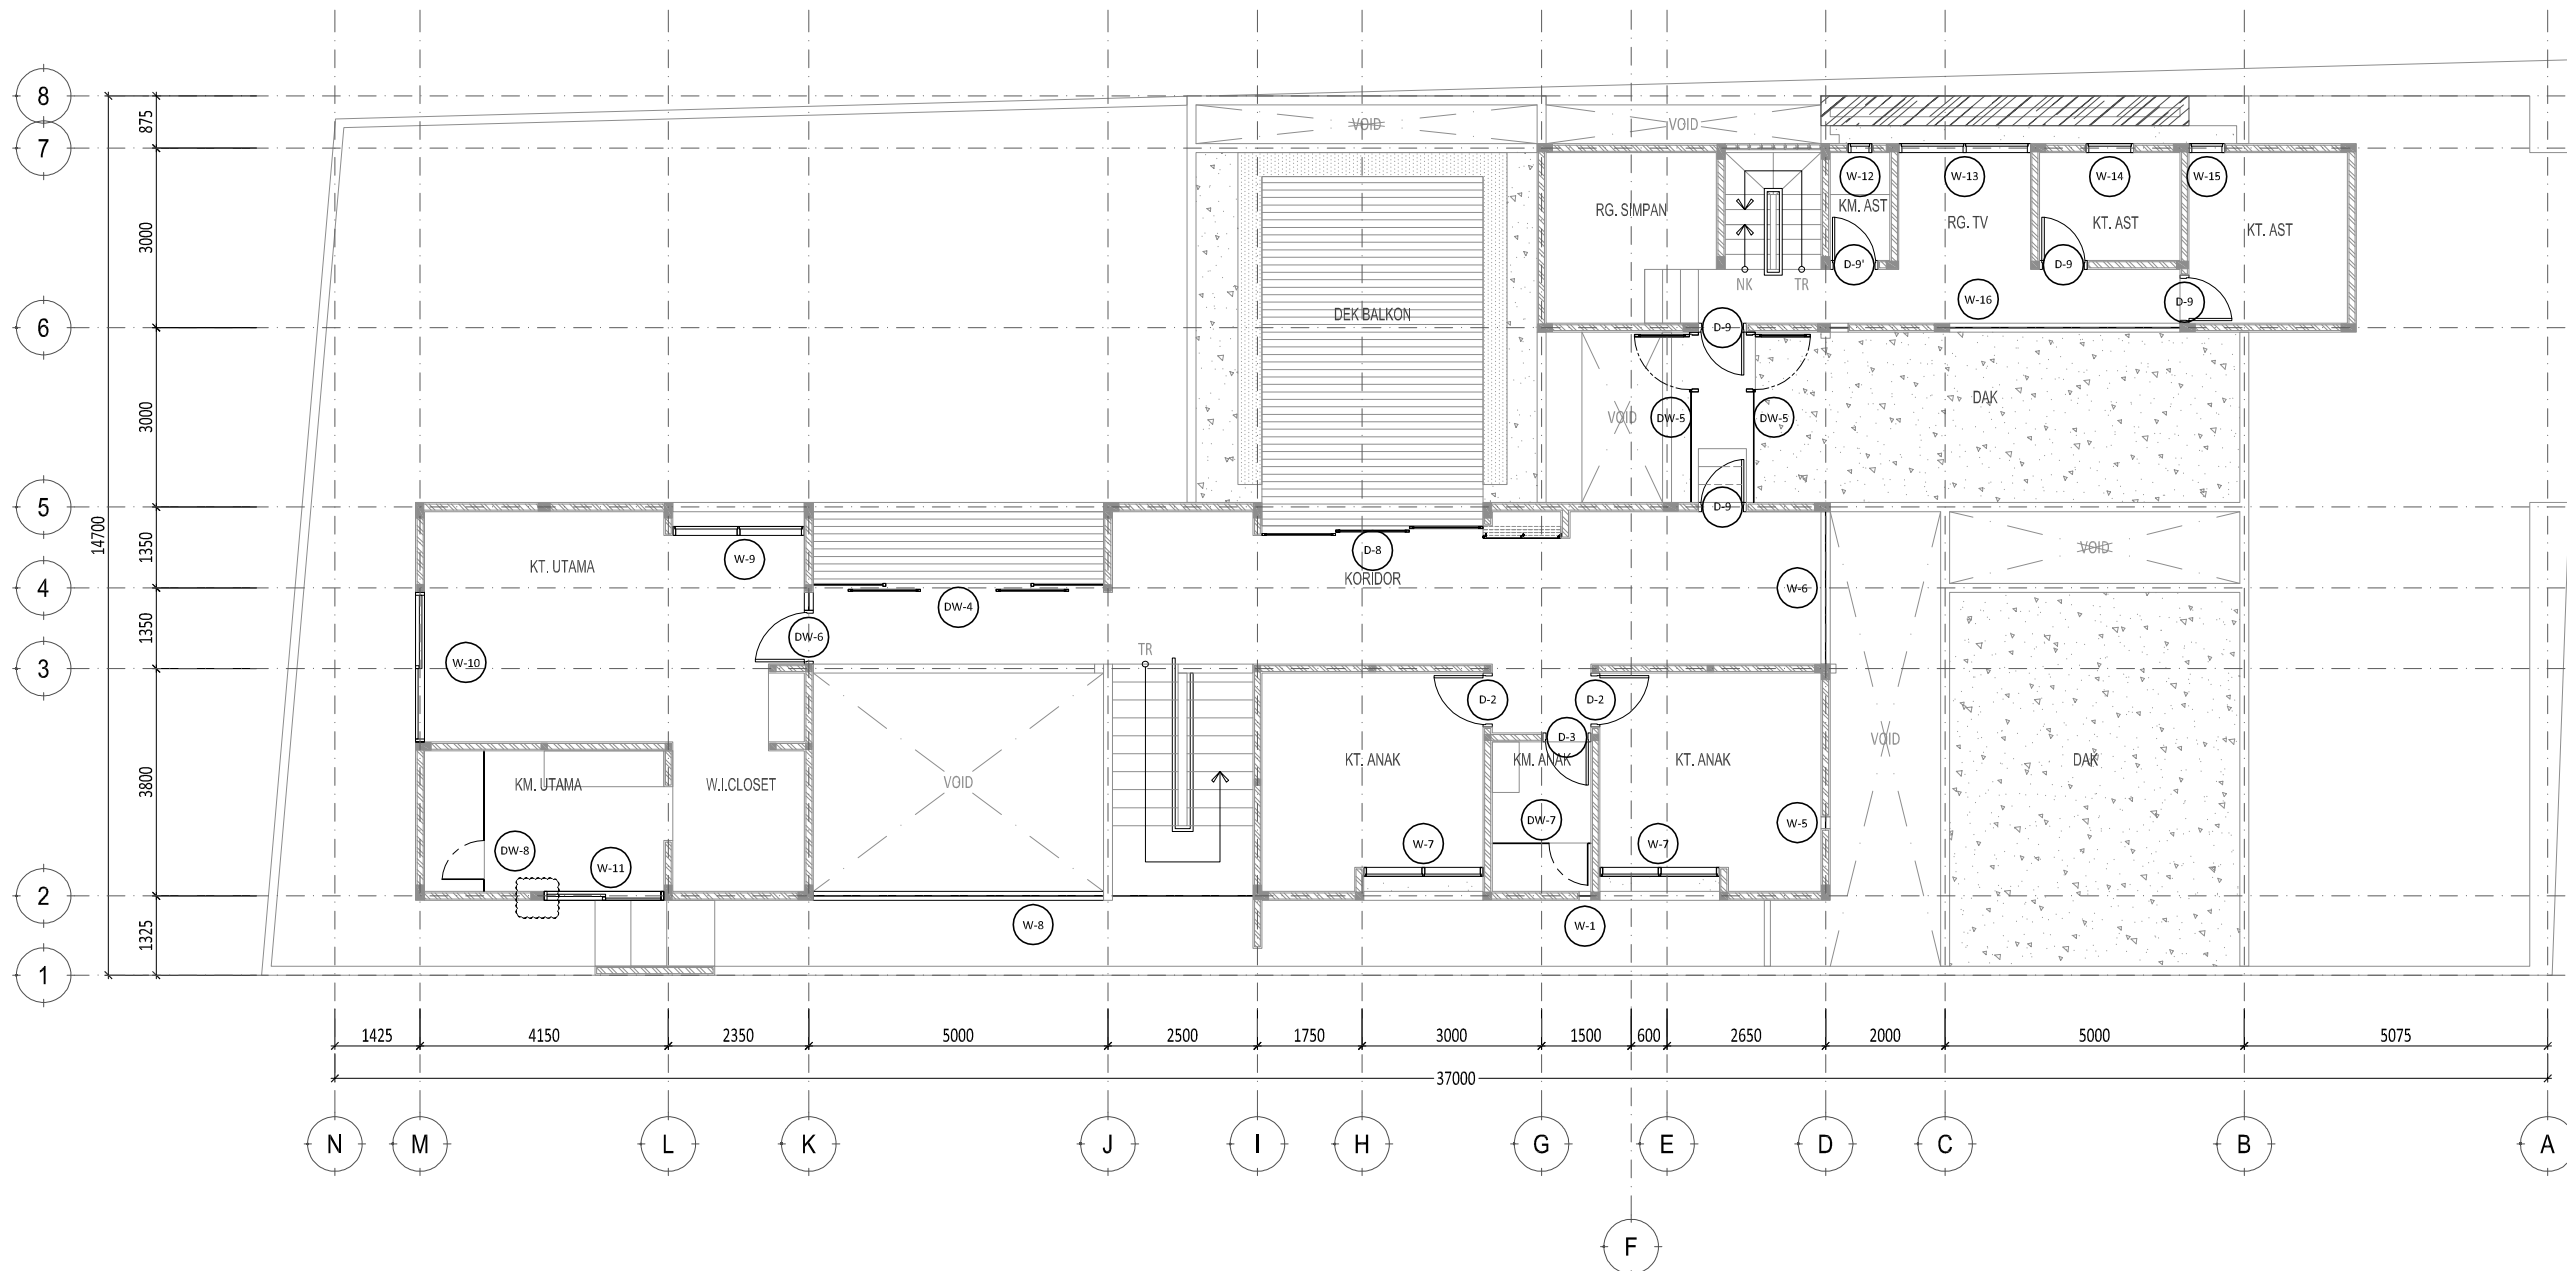 8
875
VOID
VOID
7
W-12
W-13
W-14
W-15
KM. AST
RG. SIMPAN
RG. TV
KT. AST
KT. AST
3000
D-9'
D-9
NK
TR
W-16
D-9
DEK BALKON
6
D-9
DAK
3000
VOID
DW-5
DW-5
5
D-9
14700
1350
W-9
D-8
VOID
KT. UTAMA
KORIDOR
4
W-6
DW-4
1350
DW-6
TR
W-10
3
D-2
D-2
D-3
VOID
KT. ANAK
KM. ANAK
KT. ANAK
DAK
3800
KM. UTAMA
W.I.CLOSET
VOID
DW-7
W-5
DW-8
W-7
W-7
W-11
2
W-8
W-1
1325
1
1425
4150
2350
5000
2500
1750
3000
1500
600
2650
2000
5000
5075
37000
N
M
L
K
J
I
H
G
E
D
C
B
A
F